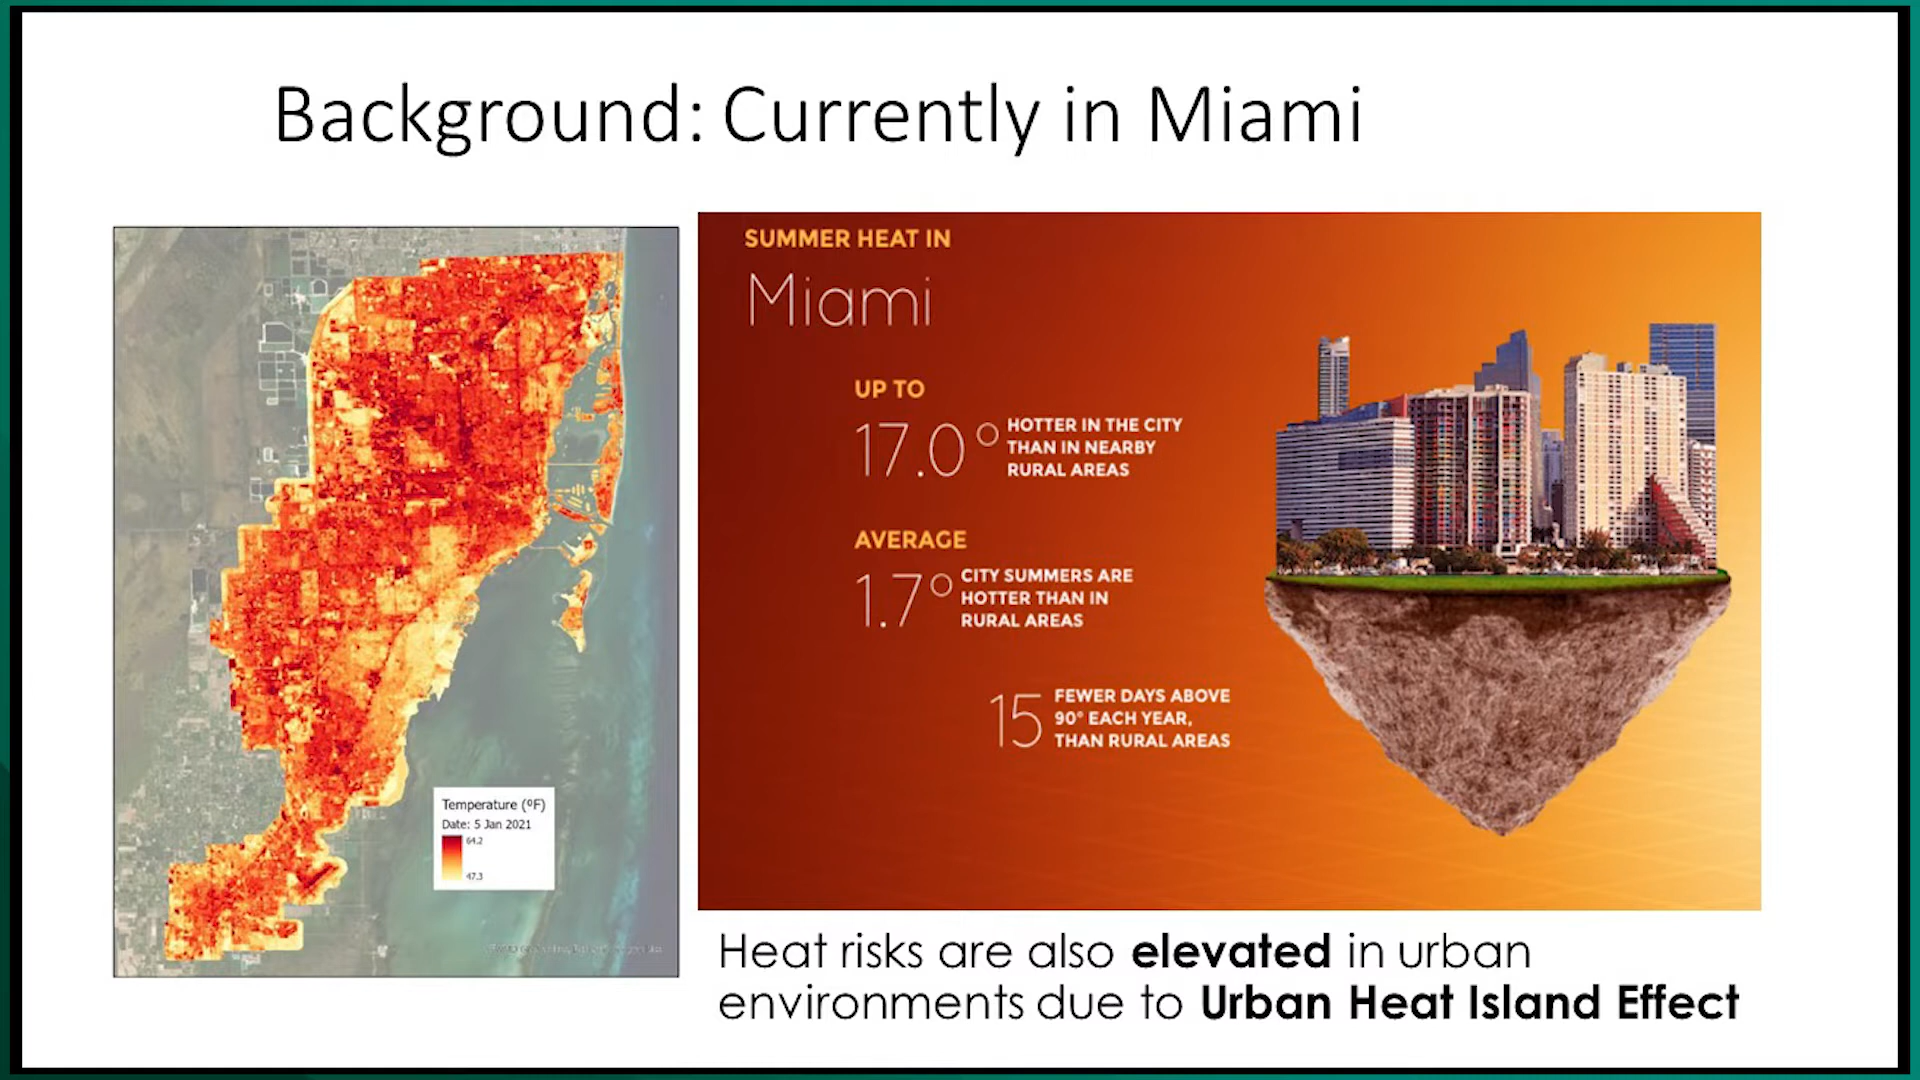 Background: Currently in Miami
Temperature (ºF)
Date: 5 Jan 2021
64.2
47.3
SUMMER HEAT IN
Miami
UP TO
17.0°
HOTTER IN THE CITY
THAN IN NEARBY
RURAL AREAS
AVERAGE
1.7°
CITY SUMMERS ARE
HOTTER THAN IN
RURAL AREAS
15
FEWER DAYS ABOVE
90° EACH YEAR,
THAN RURAL AREAS
Heat risks are also elevated in urban
environments due to Urban Heat Island Effect